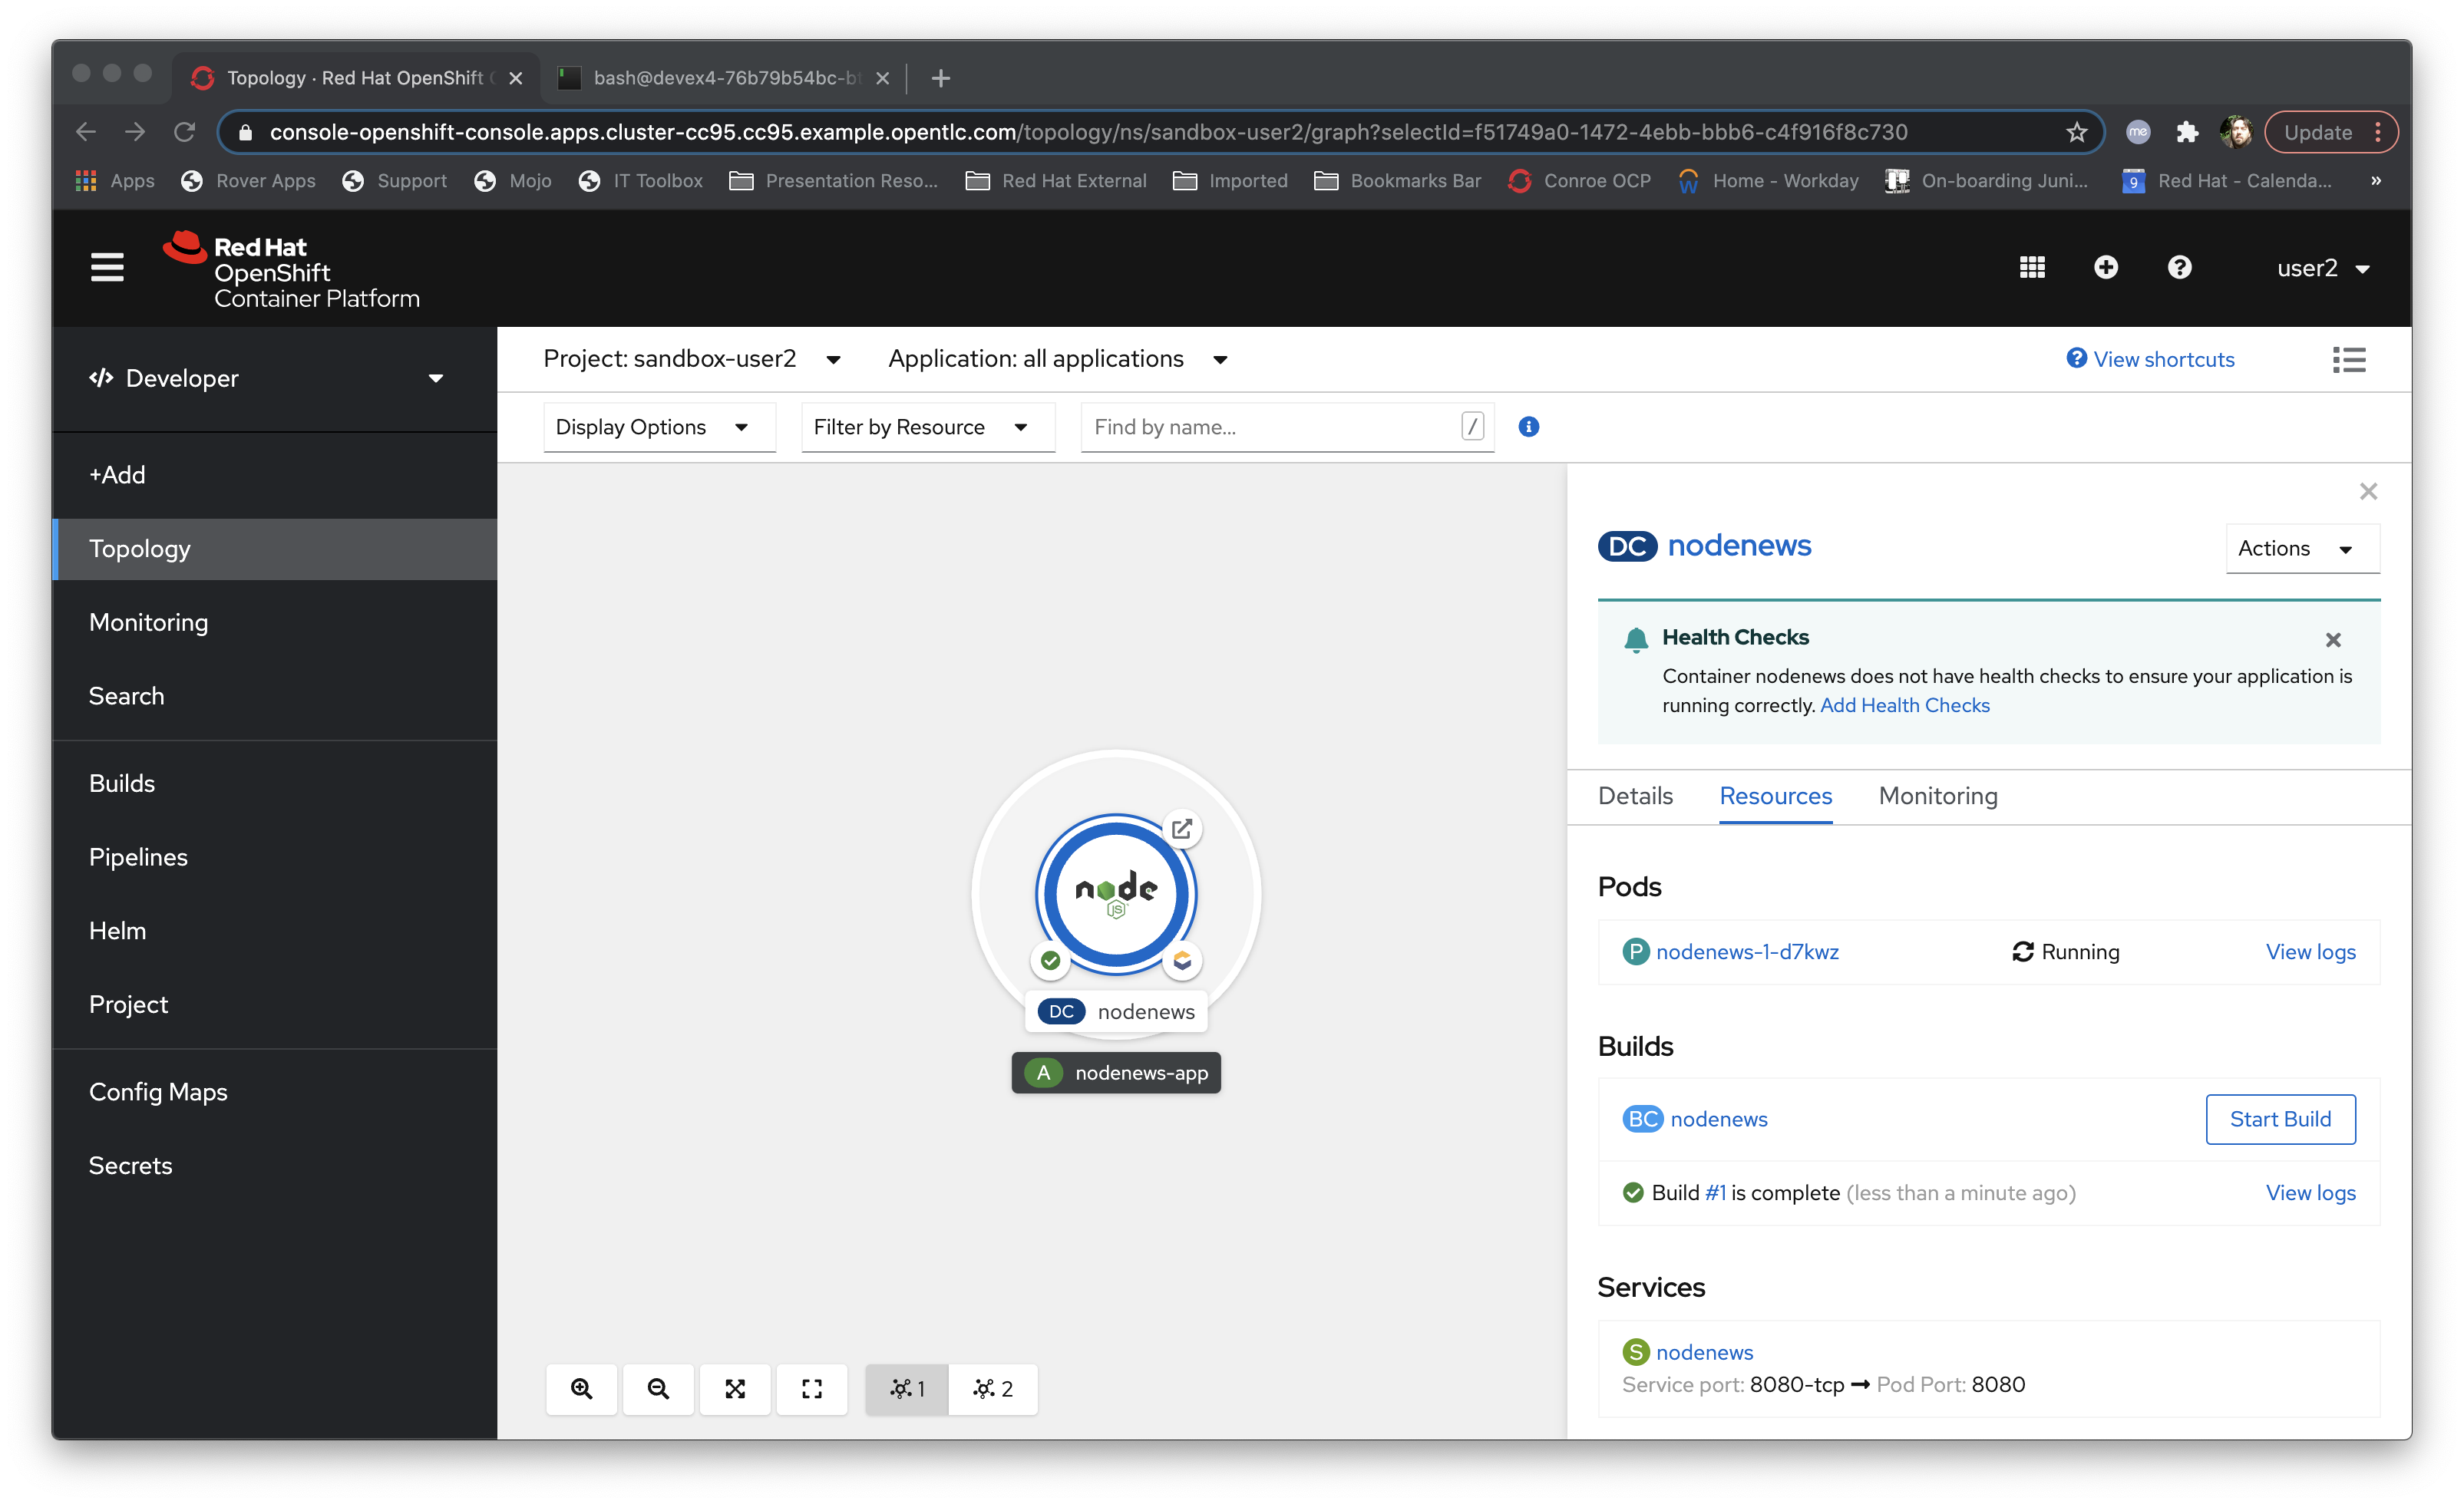 Topology · Red Hat OpenShift
bash@devex4-76b79b54bc-bt
console-openshift-console.apps.cluster-cc95.cc95.example.opentlc.com/topology/ns/sandbox-user2/graph?selectId=f51749a0-1472-4ebb-bbb6-c4f916f8c730
me
Update
Apps
Rover Apps
Support
Mojo
IT Toolbox
Presentation Reso...
Red Hat External
Imported
Bookmarks Bar
Conroe OCP
Home - Workday
On-boarding Juni...
9
Red Hat - Calenda...
»
Red Hat
OpenShift
Container Platform
user2
Developer
+Add
Topology
Monitoring
Search
Builds
Pipelines
Helm
Project
Config Maps
Secrets
Project: sandbox-user2
Application: all applications
View shortcuts
Display Options
Filter by Resource
Find by name...
/
node
JS
DC nodenews
A nodenews-app
1
2
DC nodenews
Actions
Health Checks
Container nodenews does not have health checks to ensure your application is
running correctly. Add Health Checks
Details
Resources
Monitoring
Pods
P nodenews-1-d7kwz
Running
View logs
Builds
BC nodenews
Start Build
Build #1 is complete (less than a minute ago)
View logs
Services
S nodenews
Service port: 8080-tcp → Pod Port: 8080